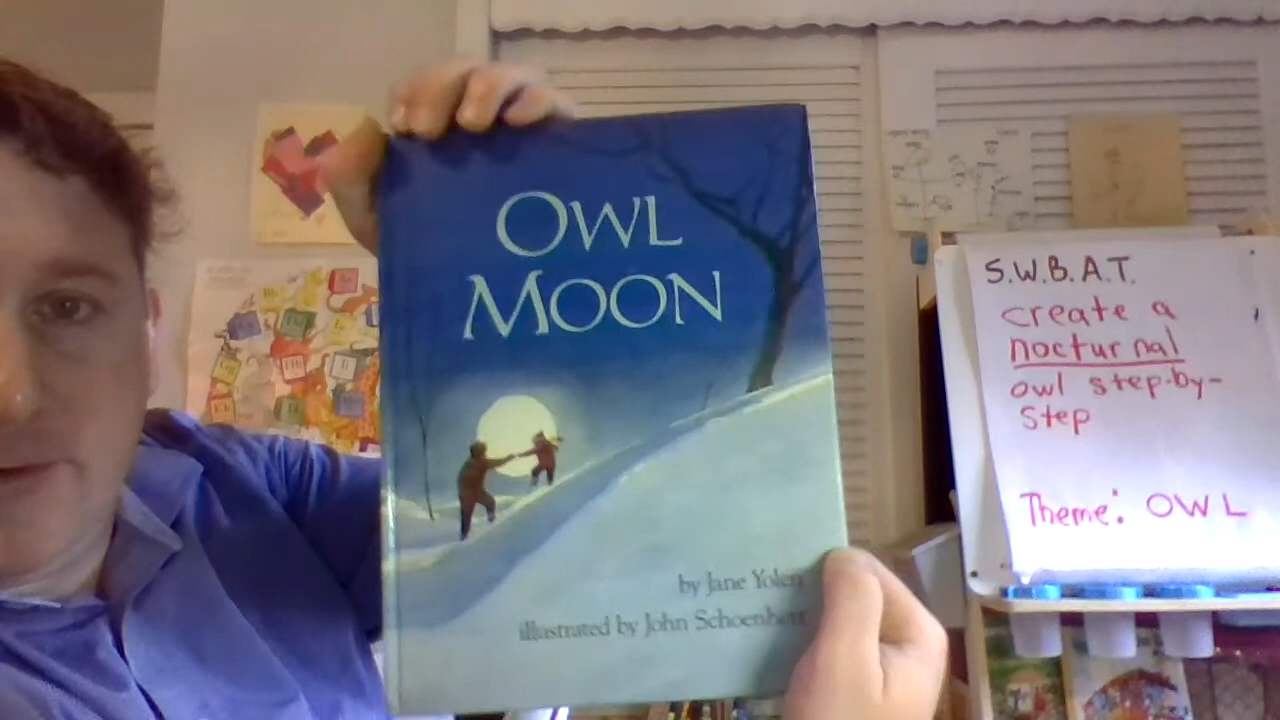 OWL
MOON
by Jane Yolen
illustrated by John Schoenherr
S.W.B.A.T.
create a
nocturnal
owl step-by-
step
Theme: OWL